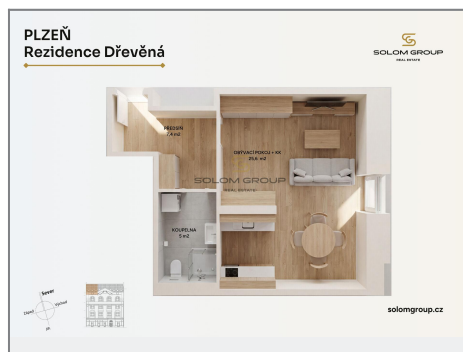 PLZEŇ
Rezidence Dřevěná
SOLOM GROUP
REAL ESTATE
PŘEDSÍŇ
7,4 m2
OBÝVACÍ POKOJ + KK
25,6 m2
SOLOM GROUP
REAL ESTATE
KOUPELNA
5 m2
Sever
Východ
Západ
Jih
solomgroup.cz